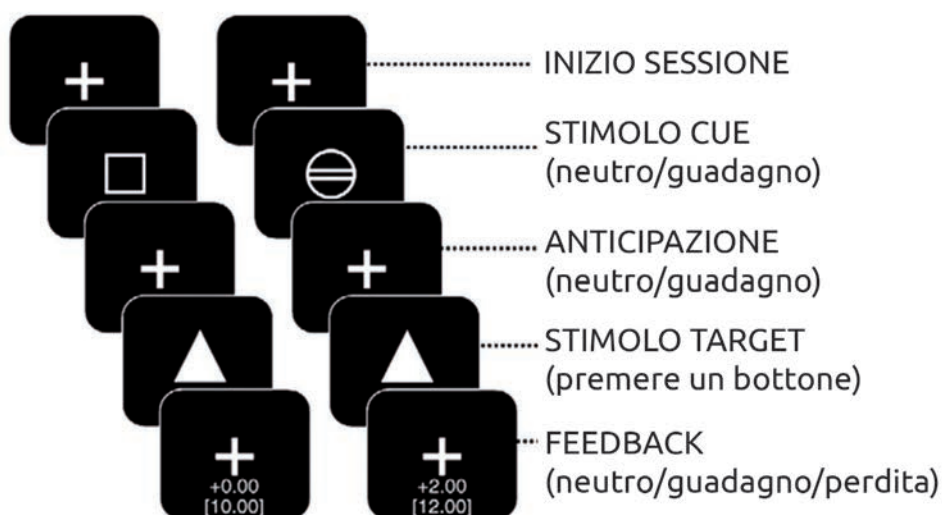 INIZIO SESSIONE
STIMOLO CUE
(neutro/guadagno)
ANTICIPAZIONE
(neutro/guadagno)
STIMOLO TARGET
(premere un bottone)
FEEDBACK
(neutro/guadagno/perdita)
+0.00
[10.00]
+2.00
[12.00]